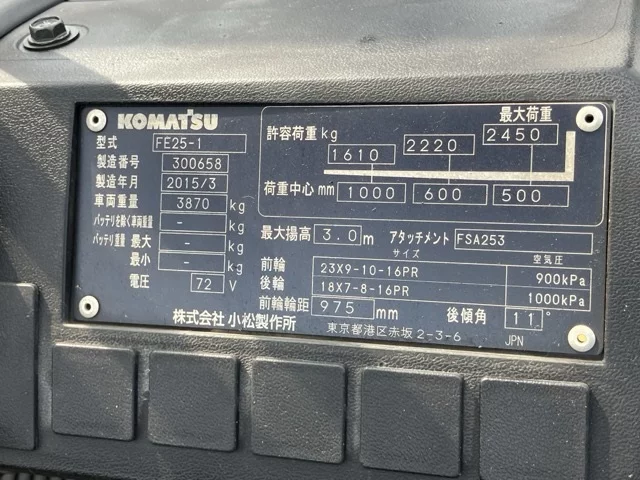 KOMATSU
型式 FE25-1
製造番号 300658
製造年月 2015/3
車両重量 3870 kg
バッテリを除く車両重量 - kg
バッテリ重量 最大 - kg
最小 - kg
電圧 72 V
最大荷重
許容荷重 kg 1610 2220 2450
荷重中心 mm 1000 600 500
最大揚高 3.0 m アタッチメント FSA253
サイズ 空気圧
前輪 23X9-10-16PR 900kPa
後輪 18X7-8-16PR 1000kPa
前輪輪距 975 mm 後傾角 11°
株式会社 小松製作所 東京都港区赤坂 2-3-6 JPN